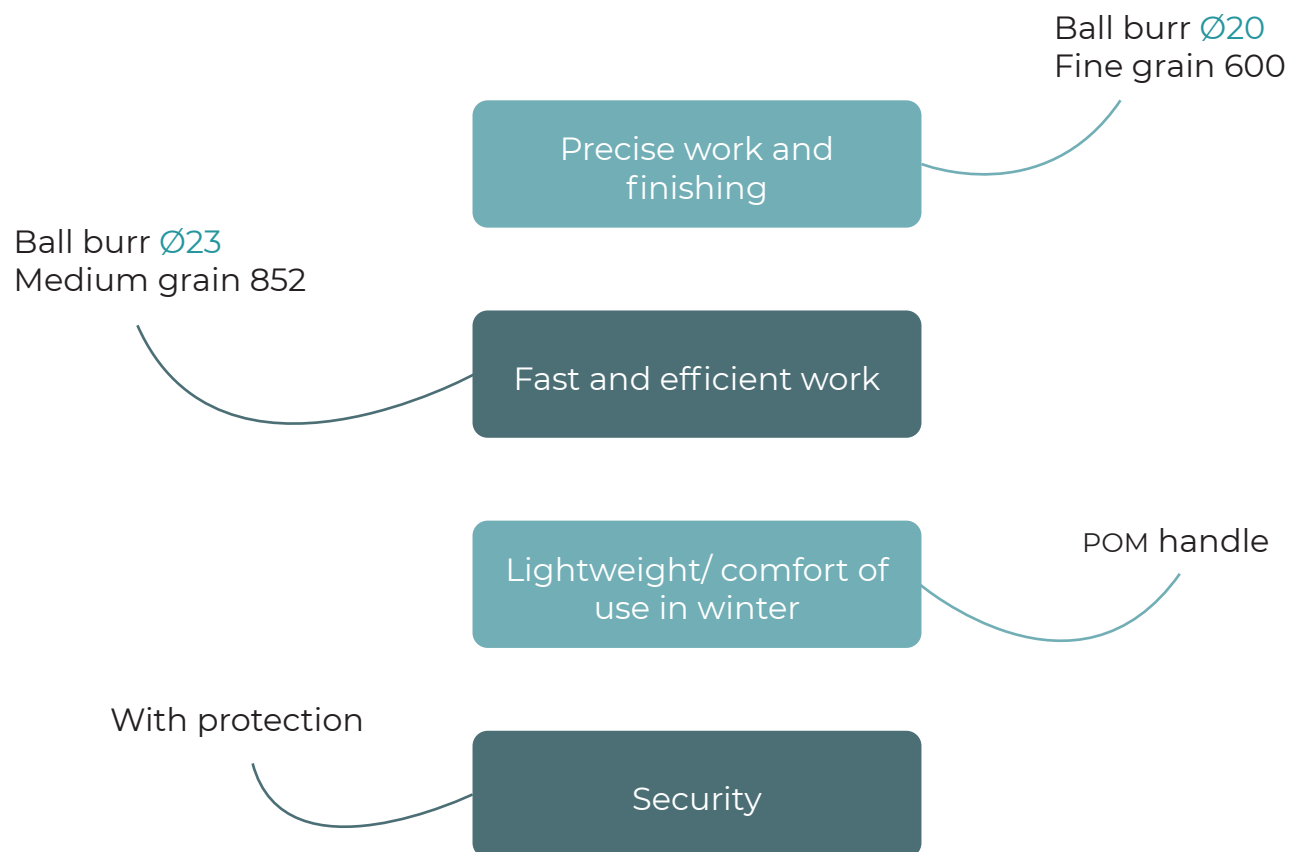 Ball burr Ø20
Fine grain 600
Precise work and
finishing
Ball burr Ø23
Medium grain 852
Fast and efficient work
POM handle
Lightweight/ comfort of
use in winter
With protection
Security